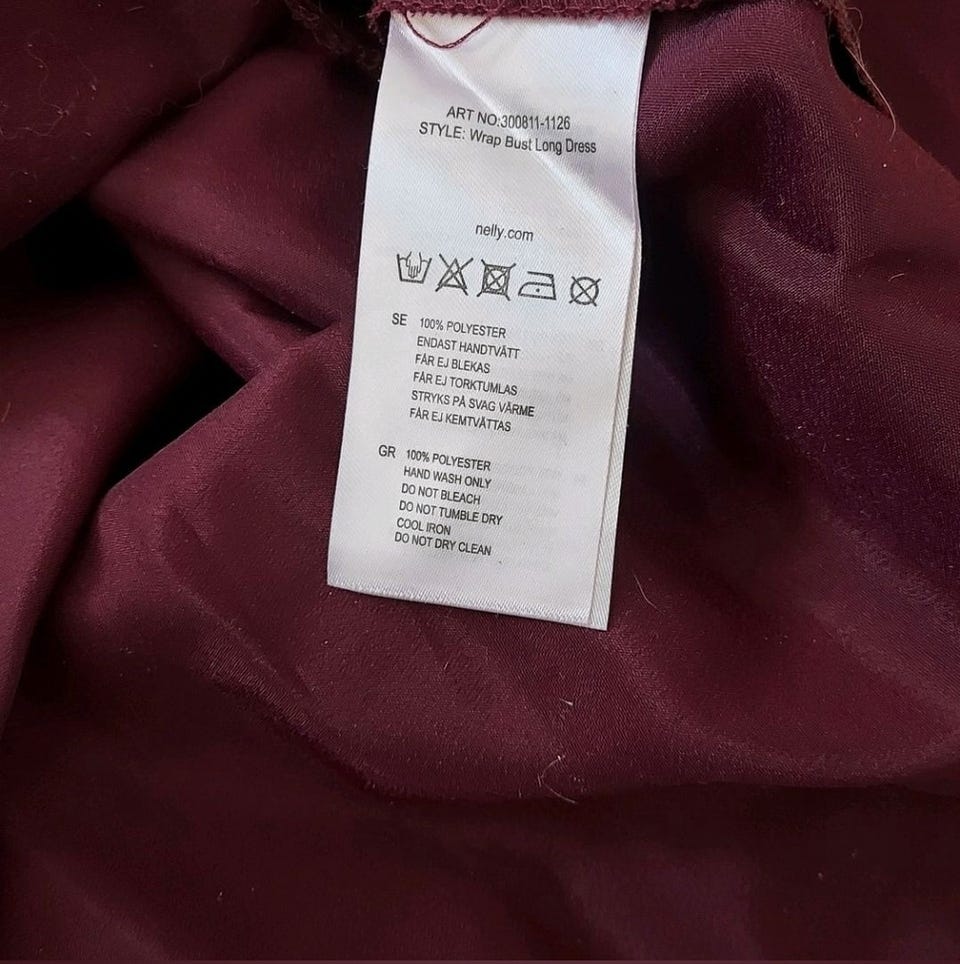 ART NO:300811-1126
STYLE: Wrap Bust Long Dress
nelly.com
SE 100% POLYESTER
ENDAST HANDTVÄTT
FÅR EJ BLEKAS
FÅR EJ TORKTUMLAS
STRYKS PÅ SVAG VÄRME
FÅR EJ KEMTVÄTTAS
GR 100% POLYESTER
HAND WASH ONLY
DO NOT BLEACH
DO NOT TUMBLE DRY
COOL IRON
DO NOT DRY CLEAN